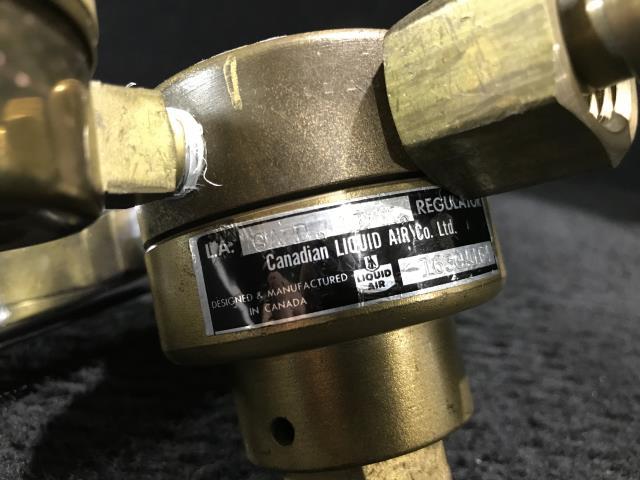 L.A. REGULATOR
Canadian LIQUID AIR Co. Ltd.
DESIGNED & MANUFACTURED
IN CANADA
LIQUID
AIR